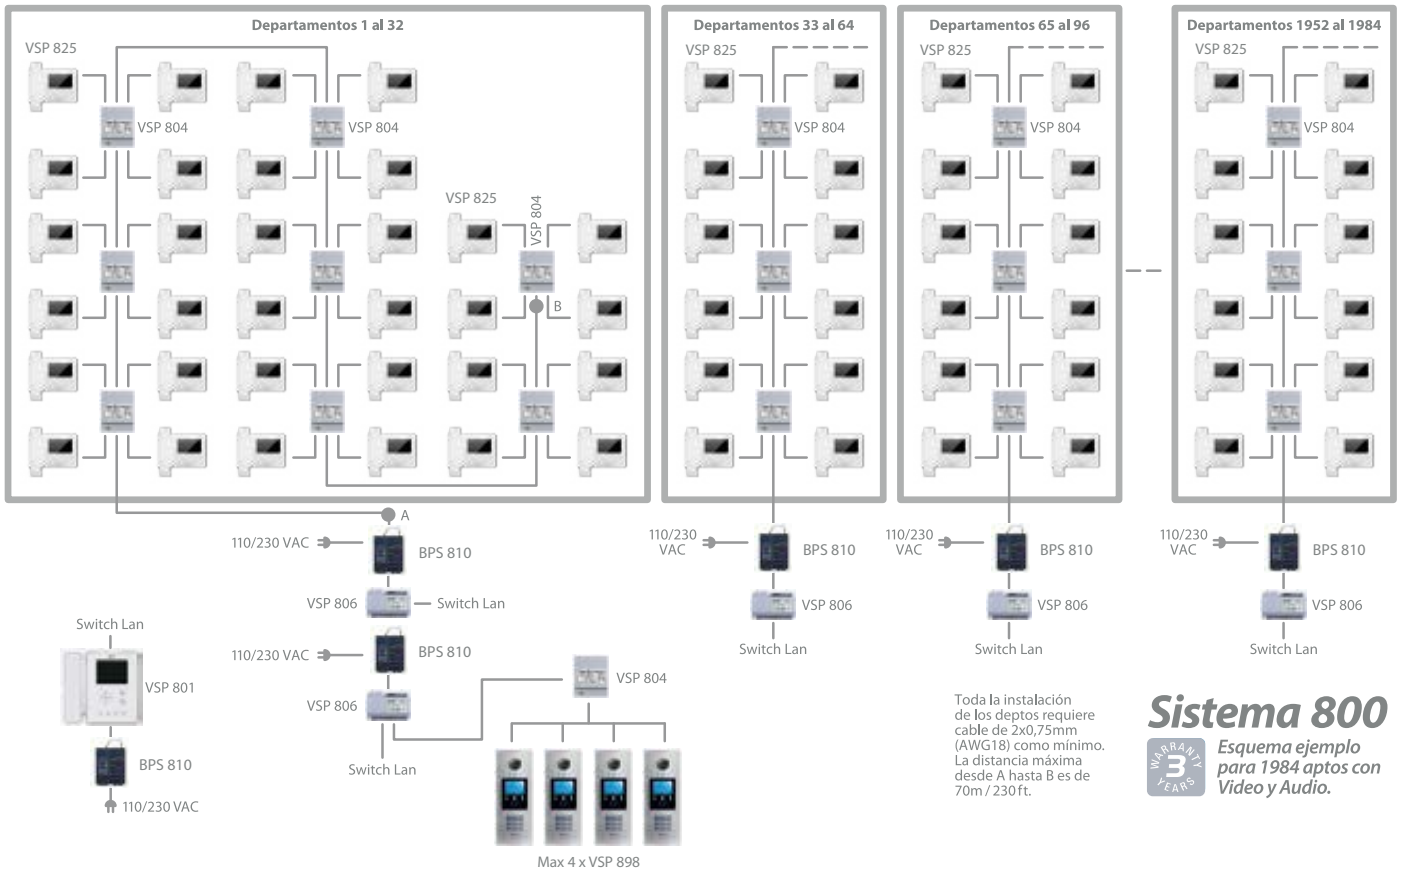 Departamentos 1 al 32
VSP 825
VSP 804
VSP 804
VSP 825
VSP 804
B
A
110/230 VAC
BPS 810
VSP 806
Switch Lan
110/230 VAC
BPS 810
VSP 806
Switch Lan
VSP 804
Max 4 x VSP 898
Switch Lan
VSP 801
BPS 810
110/230 VAC
Departamentos 33 al 64
VSP 825
VSP 804
110/230
VAC
BPS 810
VSP 806
Switch Lan
Departamentos 65 al 96
VSP 825
VSP 804
110/230
VAC
BPS 810
VSP 806
Switch Lan
Departamentos 1952 al 1984
VSP 825
VSP 804
110/230
VAC
BPS 810
VSP 806
Switch Lan
Toda la instalación
de los deptos requiere
cable de 2x0,75mm
(AWG18) como mínimo.
La distancia máxima
desde A hasta B es de
70m / 230 ft.
Sistema 800
WARRANTY
3
YEARS
Esquema ejemplo
para 1984 aptos con
Video y Audio.